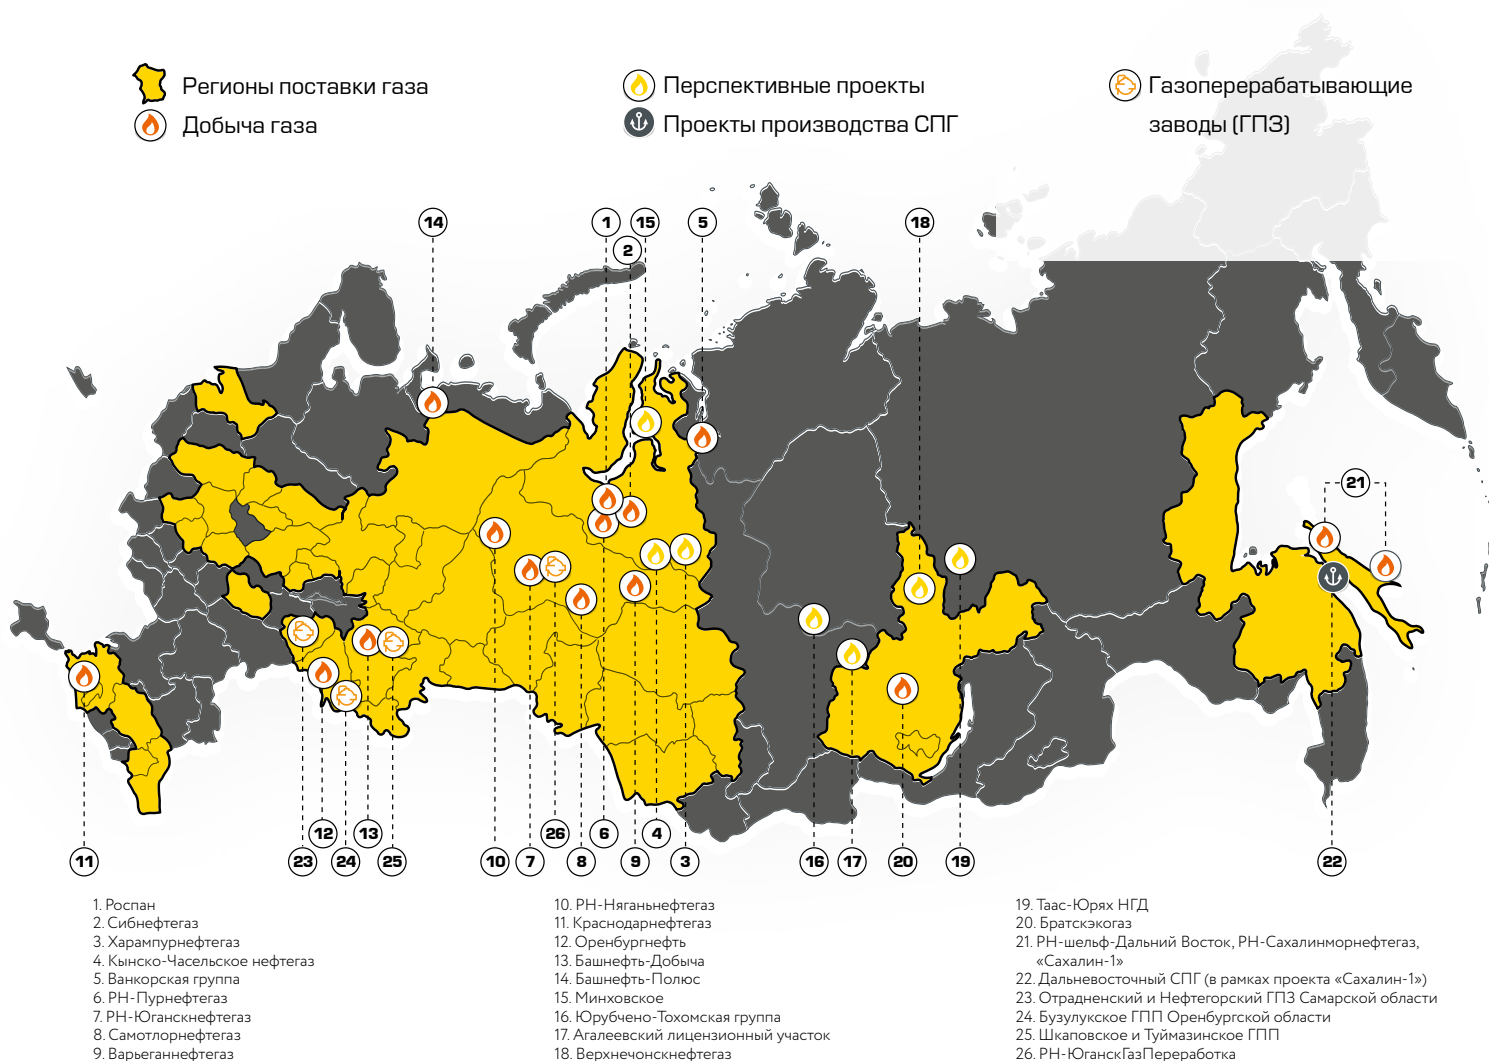 Регионы поставки газа
Добыча газа
Перспективные проекты
Проекты производства СПГ
Газоперерабатывающие
заводы (ГПЗ)
14
1
15
5
18
2
21
12
13
26
6
4
11
23
24
25
10
7
8
9
3
16
17
20
19
22
1. Роспан
2. Сибнефтегаз
3. Харампурнефтегаз
4. Кынско-Часельское нефтегаз
5. Ванкорская группа
6. РН-Пурнефтегаз
7. РН-Юганскнефтегаз
8. Самотлорнефтегаз
9. Варьеганнефтегаз
10. РН-Няганьнефтегаз
11. Краснодарнефтегаз
12. Оренбургнефть
13. Башнефть-Добыча
14. Башнефть-Полюс
15. Минховское
16. Юрубчено-Тохомская группа
17. Агалеевский лицензионный участок
18. Верхнечонскнефтегаз
19. Таас-Юрях НГД
20. Братскэкогаз
21. РН-шельф-Дальний Восток, РН-Сахалинморнефтегаз,
«Сахалин-1»
22. Дальневосточный СПГ (в рамках проекта «Сахалин-1»)
23. Отрадненский и Нефтегорский ГПЗ Самарской области
24. Бузулукское ГПП Оренбургской области
25. Шкаповское и Туймазинское ГПП
26. РН-ЮганскГазПереработка